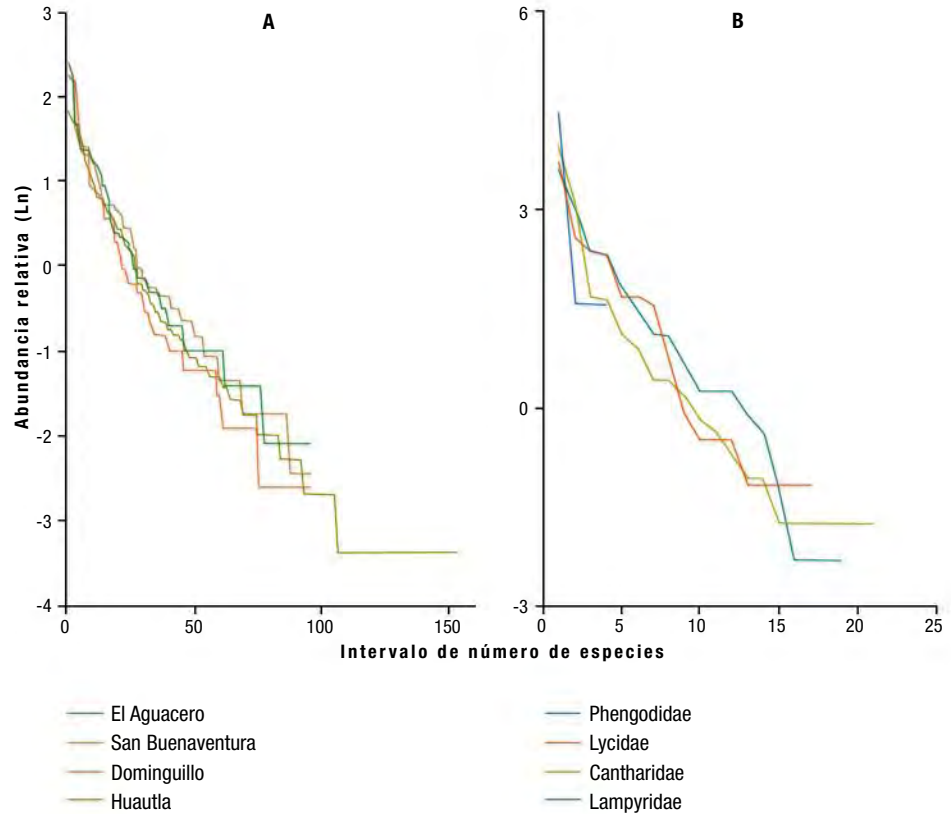 A
B
Abundancia relativa (Ln)
3
2
1
0
-1
-2
-3
-4
0
50
100
150
6
3
0
-3
0
5
10
15
20
25
Intervalo de número de especies
El Aguacero
San Buenaventura
Dominguillo
Huautla
Phengodidae
Lycidae
Cantharidae
Lampyridae